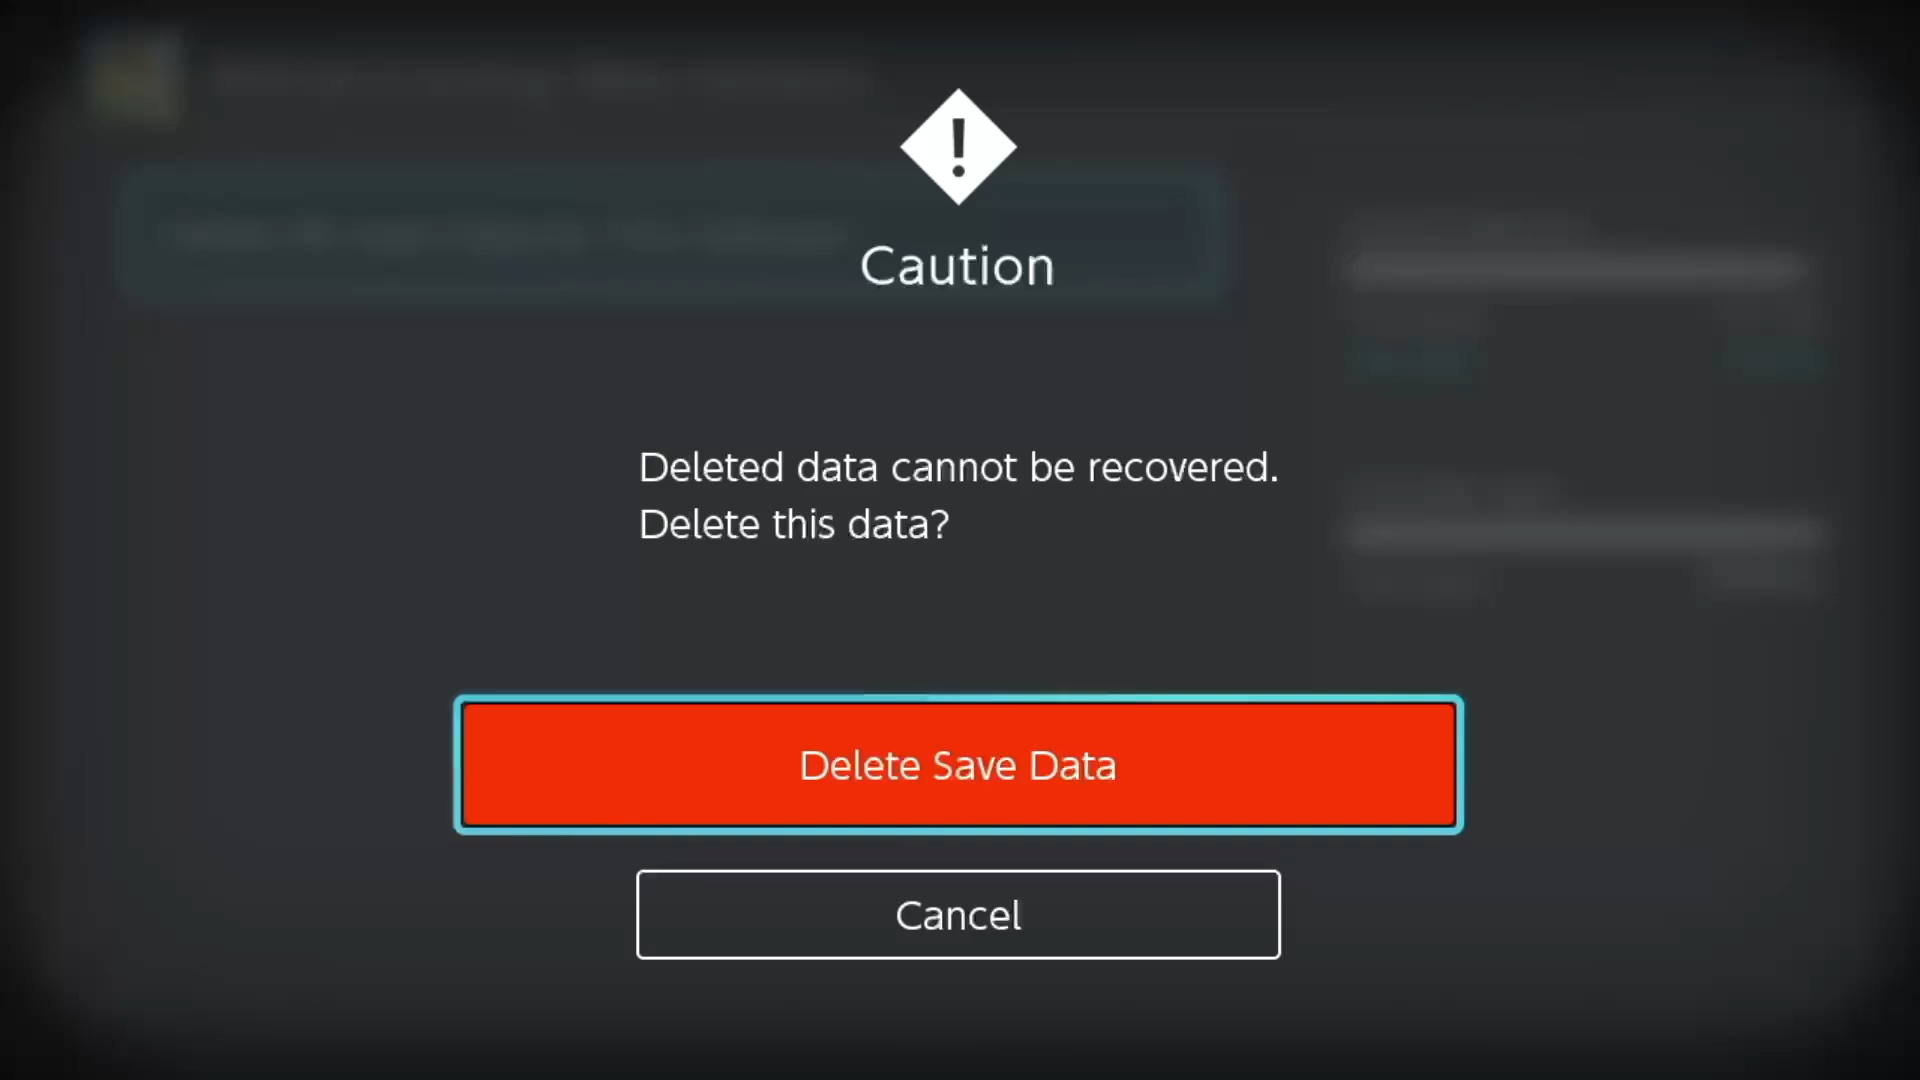 !
Caution
Deleted data cannot be recovered.
Delete this data?
Delete Save Data
Cancel